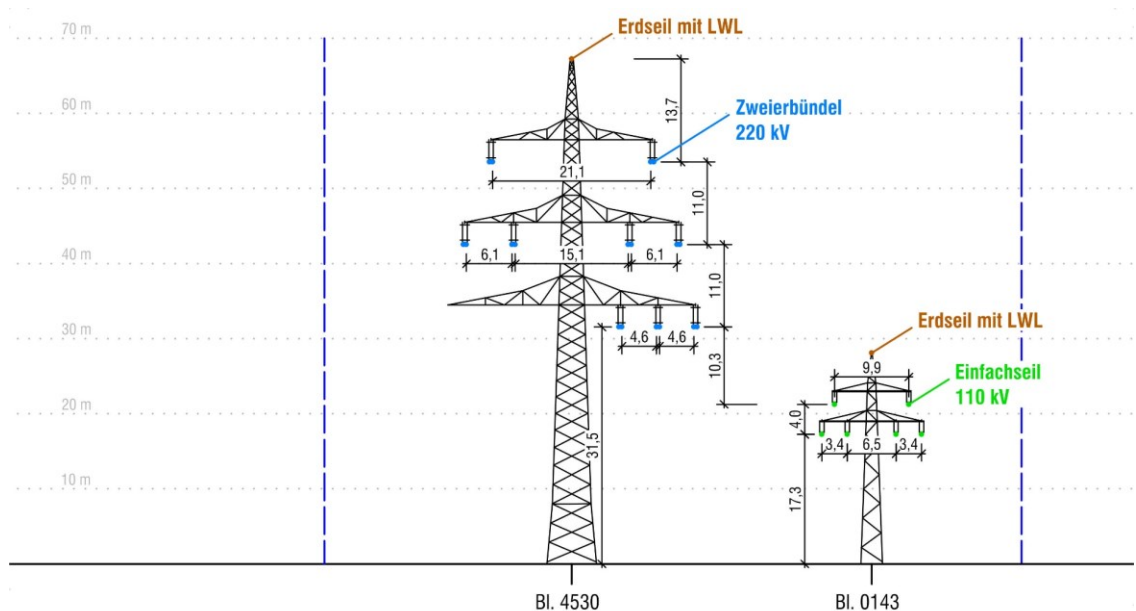 70 m
Erdseil mit LWL
60 m
13,7
Zweierbündel
220 kV
50 m
21,1
11,0
40 m
6,1
15,1
6,1
11,0
30 m
4,6
4,6
10,3
Erdseil mit LWL
9,9
Einfachseil
110 kV
20 m
4,0
31,5
3,4
6,5
3,4
10 m
17,3
Bl. 4530
Bl. 0143